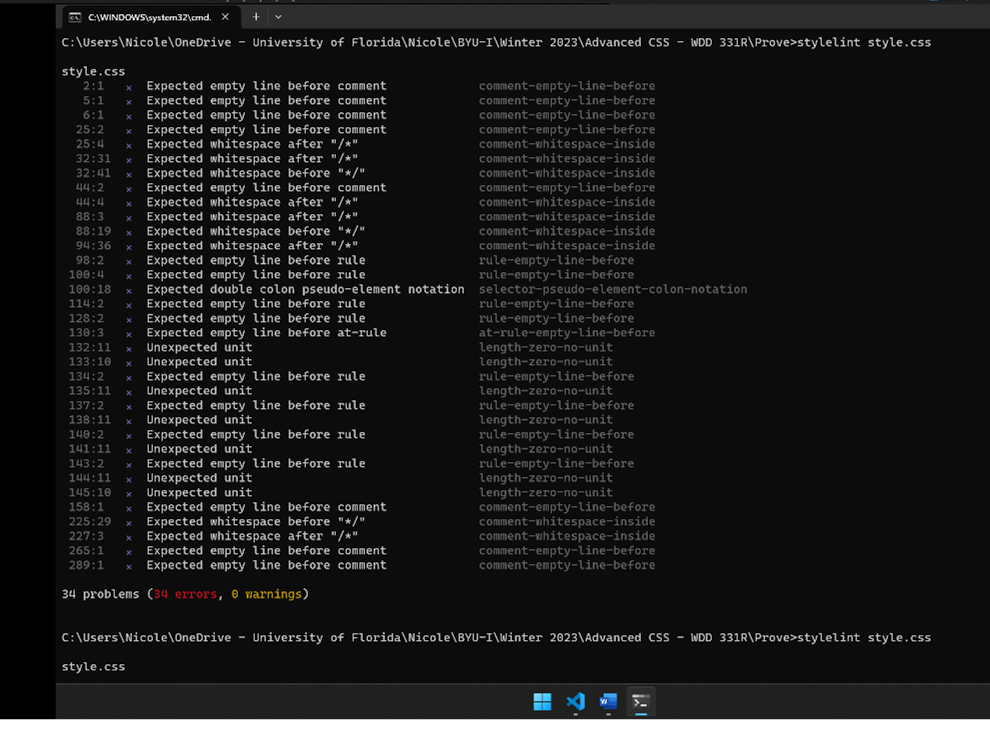 C:\WINDOWS\system32\cmd.
C:\Users\Nicole\OneDrive - University of Florida\Nicole\BYU-I\Winter 2023\Advanced CSS - WDD 331R\Prove>stylelint style.css
style.css
2:1 × Expected empty line before comment comment-empty-line-before
5:1 × Expected empty line before comment comment-empty-line-before
6:1 × Expected empty line before comment comment-empty-line-before
25:2 × Expected empty line before comment comment-empty-line-before
25:4 × Expected whitespace after "/*" comment-whitespace-inside
32:31 × Expected whitespace after "/*" comment-whitespace-inside
32:41 × Expected whitespace before "*/" comment-whitespace-inside
44:2 × Expected empty line before comment comment-empty-line-before
44:4 × Expected whitespace after "/*" comment-whitespace-inside
88:3 × Expected whitespace after "/*" comment-whitespace-inside
88:19 × Expected whitespace before "*/" comment-whitespace-inside
94:36 × Expected whitespace after "/*" comment-whitespace-inside
98:2 × Expected empty line before rule rule-empty-line-before
100:4 × Expected empty line before rule rule-empty-line-before
100:18 × Expected double colon pseudo-element notation selector-pseudo-element-colon-notation
114:2 × Expected empty line before rule rule-empty-line-before
128:2 × Expected empty line before rule rule-empty-line-before
130:3 × Expected empty line before at-rule at-rule-empty-line-before
132:11 × Unexpected unit length-zero-no-unit
133:10 × Unexpected unit length-zero-no-unit
134:2 × Expected empty line before rule rule-empty-line-before
135:11 × Unexpected unit length-zero-no-unit
137:2 × Expected empty line before rule rule-empty-line-before
138:11 × Unexpected unit length-zero-no-unit
140:2 × Expected empty line before rule rule-empty-line-before
141:11 × Unexpected unit length-zero-no-unit
143:2 × Expected empty line before rule rule-empty-line-before
144:11 × Unexpected unit length-zero-no-unit
145:10 × Unexpected unit length-zero-no-unit
158:1 × Expected empty line before comment comment-empty-line-before
225:29 × Expected whitespace before "*/" comment-whitespace-inside
227:3 × Expected whitespace after "/*" comment-whitespace-inside
265:1 × Expected empty line before comment comment-empty-line-before
289:1 × Expected empty line before comment comment-empty-line-before
34 problems (34 errors, 0 warnings)
C:\Users\Nicole\OneDrive - University of Florida\Nicole\BYU-I\Winter 2023\Advanced CSS - WDD 331R\Prove>stylelint style.css
style.css